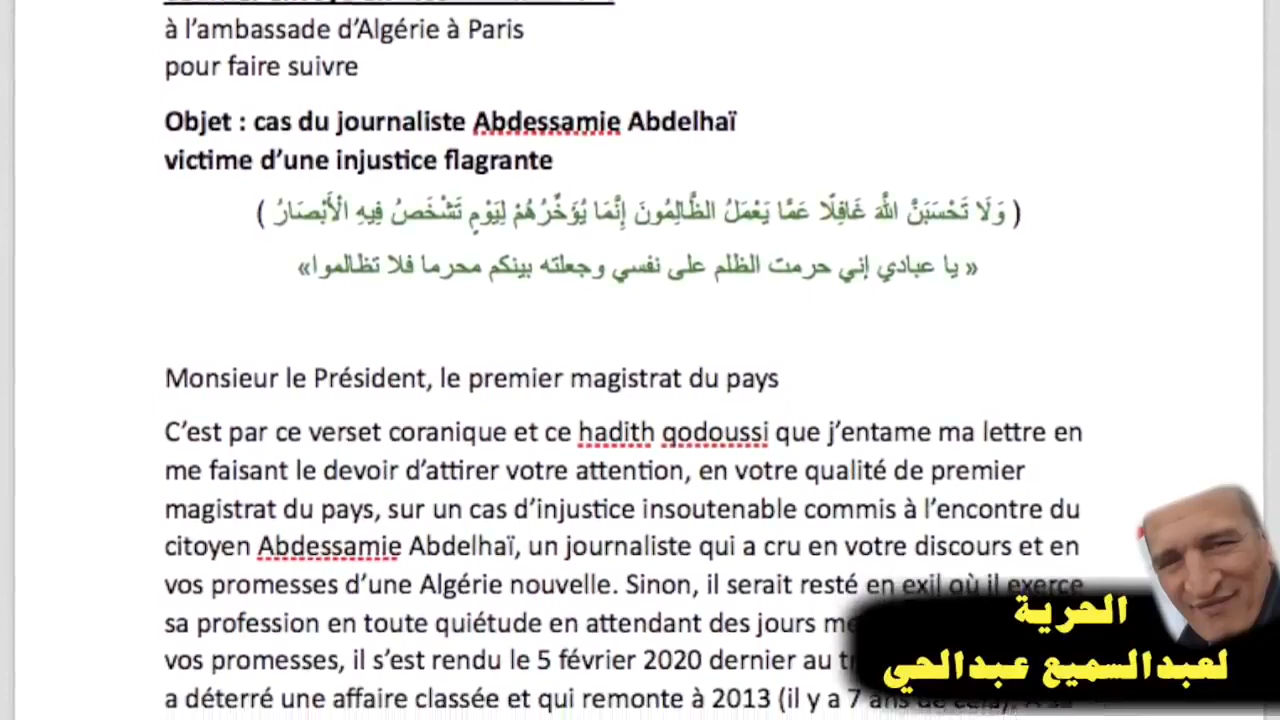 à l’ambassade d’Algérie à Paris
pour faire suivre
Objet : cas du journaliste Abdessamie Abdelhaï
victime d’une injustice flagrante
( وَلَا تَحْسَبَنَّ اللَّهَ غَافِلًا عَمَّا يَعْمَلُ الظَّالِمُونَ إِنَّمَا يُؤَخِّرُهُمْ لِيَوْمٍ تَشْخَصُ فِيهِ الْأَبْصَارُ )
« يا عبادي إني حرمت الظلم على نفسي وجعلته بينكم محرما فلا تظالموا»
Monsieur le Président, le premier magistrat du pays
C’est par ce verset coranique et ce hadith qodoussi que j’entame ma lettre en
me faisant le devoir d’attirer votre attention, en votre qualité de premier
magistrat du pays, sur un cas d’injustice insoutenable commis à l’encontre du
citoyen Abdessamie Abdelhaï, un journaliste qui a cru en votre discours et en
vos promesses d’une Algérie nouvelle. Sinon, il serait resté en exil où il exerce
sa profession en toute quiétude en attendant des jours
vos promesses, il s’est rendu le 5 février 2020 dernier au
a déterré une affaire classée et qui remonte à 2013 (il y a 7 ans de cela).
الحرية
لعبدالسميع عبدالحي